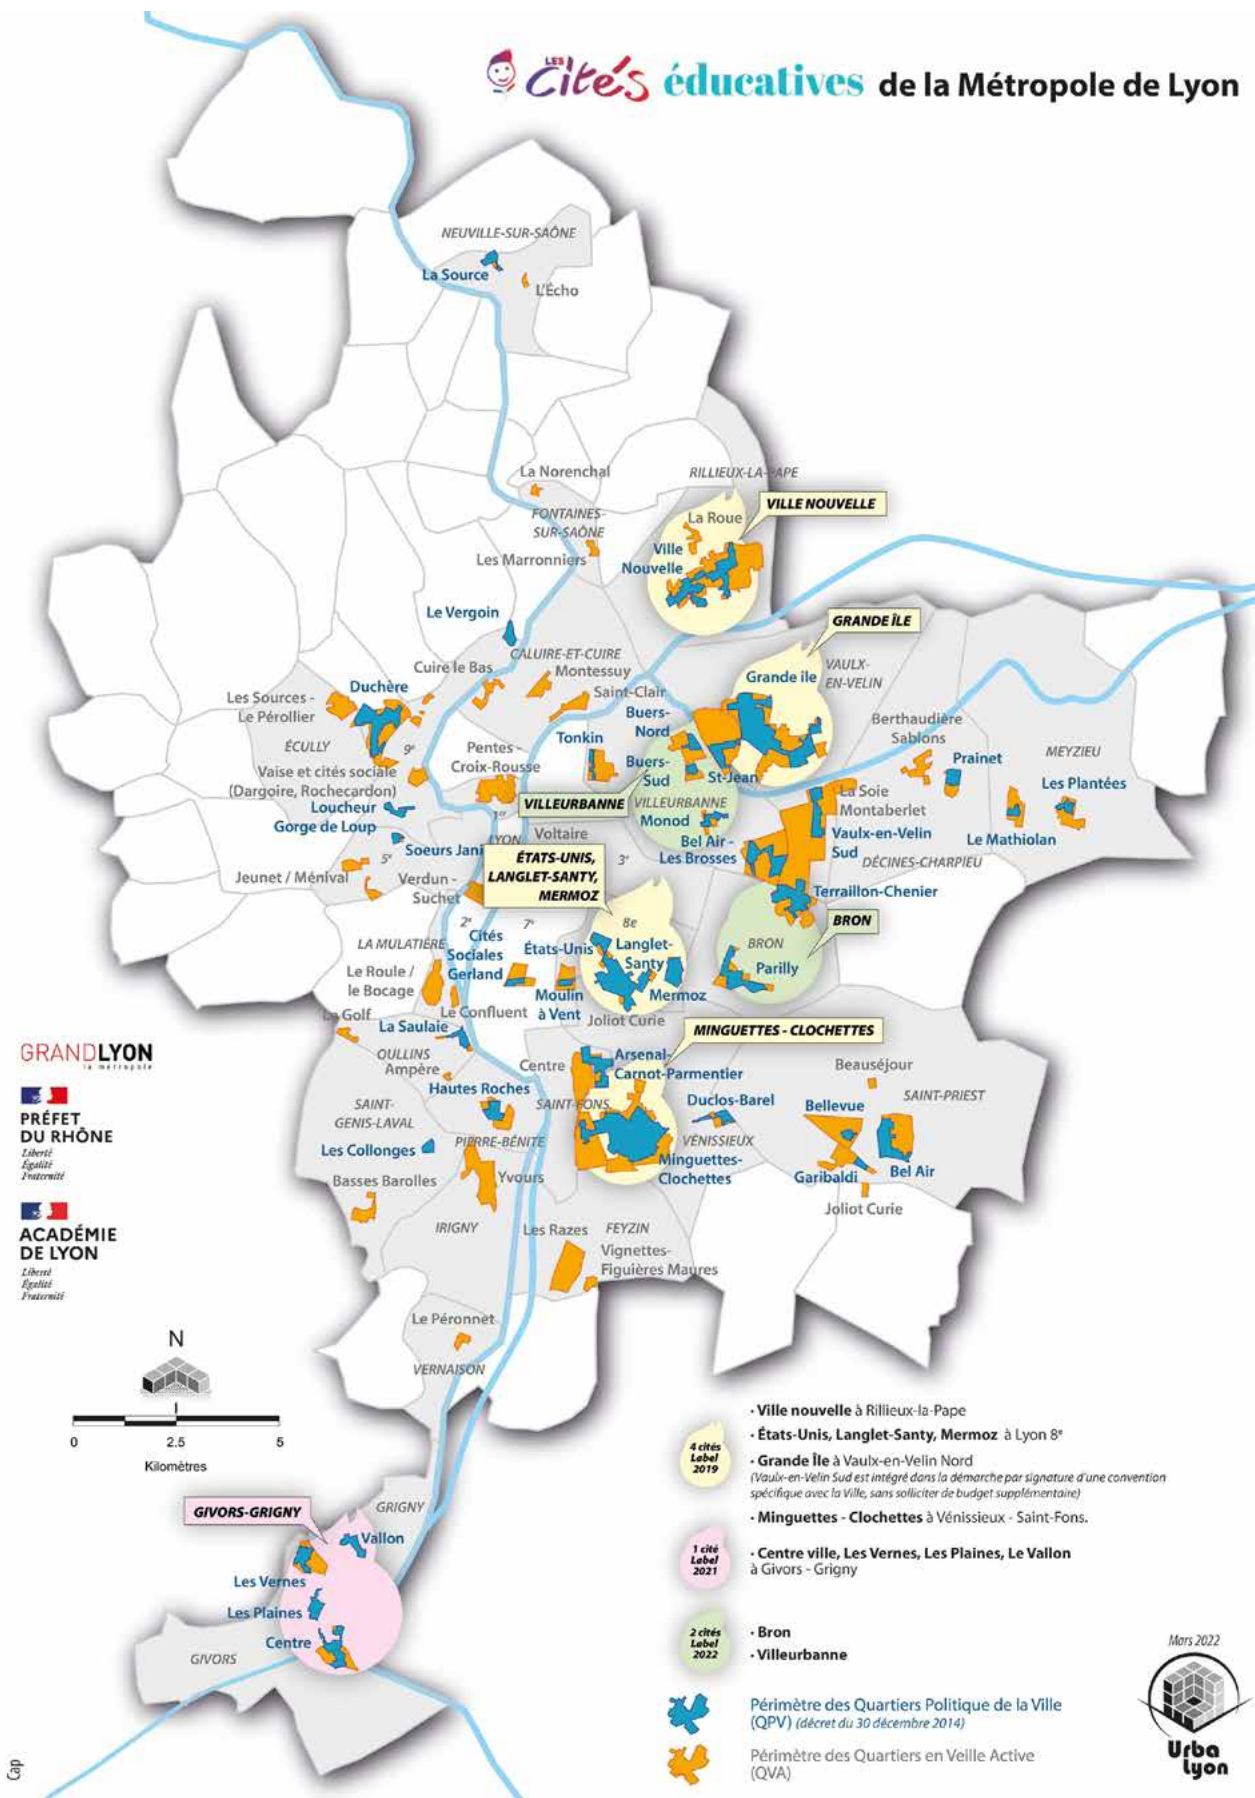 LES Cités éducatives de la Métropole de Lyon
NEUVILLE-SUR-SAÔNE
La Source
L'Écho
La Norenchal
RILLIEUX-LA-PAPE
VILLE NOUVELLE
La Roue
FONTAINES-
SUR-SAÔNE
Ville
Nouvelle
Les Marronniers
Le Vergoin
GRANDE ÎLE
CALUIRE-ET-CUIRE
Cuire le Bas
Montessuy
VAULX-
EN-VELIN
Grande ile
Duchère
Saint-Clair
Les Sources -
Le Pérollier
Buers-
Nord
Berthaudière
Sablons
Tonkin
ÉCULLY
9e
Pentes -
Croix-Rousse
MEYZIEU
Prainet
Vaise et cités sociale
(Dargoire, Rochecardon)
Buers-
Sud
St-Jean
Les Plantées
La Soie
Montaberlet
VILLEURBANNE
VILLEURBANNE
Loucheur
Gorge de Loup
1er
Monod
LYON
Voltaire
Bel Air -
Les Brosses
Vaulx-en-Velin
Sud
Le Mathiolan
Soeurs Jani
5e
3e
DÉCINES-CHARPIEU
ÉTATS-UNIS,
LANGLET-SANTY,
MERMOZ
Jeunet / Ménival
Verdun -
Suchet
Terraillon-Chenier
BRON
2e
7e
8e
LA MULATIÈRE
Cités
Sociales
Gerland
États-Unis
Langlet-
Santy
BRON
Parilly
Le Roule /
le Bocage
Moulin
à Vent
Mermoz
Le Confluent
Joliot Curie
Le Golf
La Saulaie
MINGUETTES - CLOCHETTES
OULLINS
Ampère
Centre
Arsenal-
Carnot-Parmentier
Beauséjour
Hautes Roches
SAINT-FONS
Duclos-Barel
Bellevue
SAINT-PRIEST
SAINT-
GENIS-LAVAL
PIERRE-BÉNITE
VÉNISSIEUX
Les Collonges
Minguettes-
Clochettes
Garibaldi
Bel Air
Basses Barolles
Yvours
Joliot Curie
IRIGNY
Les Razes
FEYZIN
Vignettes-
Figuières Maures
Le Péronnet
VERNAISON
GRANDLYON
la métropole
PRÉFET
DU RHÔNE
Liberté
Égalité
Fraternité
ACADÉMIE
DE LYON
Liberté
Égalité
Fraternité
N
0 2.5 5
Kilomètres
GIVORS-GRIGNY
GRIGNY
Vallon
Les Vernes
Les Plaines
Centre
GIVORS
4 cités
Label
2019
· Ville nouvelle à Rillieux-la-Pape
· États-Unis, Langlet-Santy, Mermoz à Lyon 8e
· Grande Île à Vaulx-en-Velin Nord
(Vaulx-en-Velin Sud est intégré dans la démarche par signature d'une convention
spécifique avec la Ville, sans solliciter de budget supplémentaire)
· Minguettes - Clochettes à Vénissieux - Saint-Fons.
1 cité
Label
2021
· Centre ville, Les Vernes, Les Plaines, Le Vallon
à Givors - Grigny
2 cités
Label
2022
· Bron
· Villeurbanne
Périmètre des Quartiers Politique de la Ville
(QPV) (décret du 30 décembre 2014)
Périmètre des Quartiers en Veille Active
(QVA)
Mars 2022
Urba
Lyon
Cap